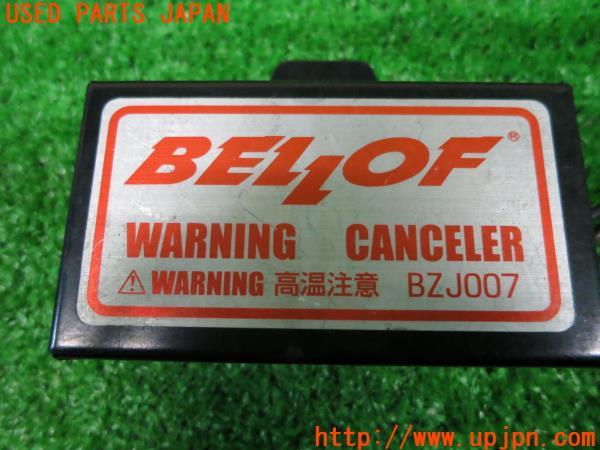 USED PARTS JAPAN
BELLOF®
WARNING CANCELER
⚠ WARNING 高温注意 BZJ007
http://www.upjpn.com